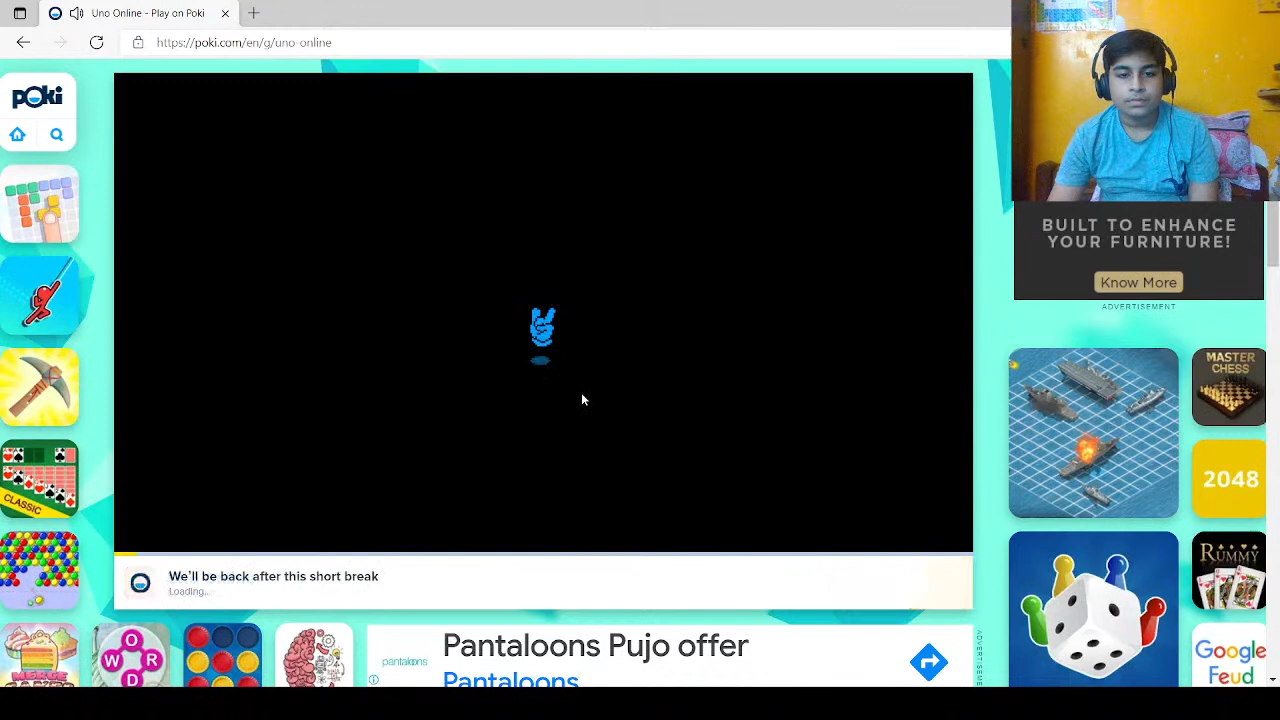 Uno Online - Play on Poki
https://poki.com/en/g/uno-online
poki
BUILT TO ENHANCE
YOUR FURNITURE!
Know More
ADVERTISEMENT
MASTER
CHESS
2048
CLASSIC
RUMMY
We'll be back after this short break
Loading...
O
W R
D
MERGE
pantaloons
Pantaloons Pujo offer
Pantaloons
ADVERTISEME
Google
Feud